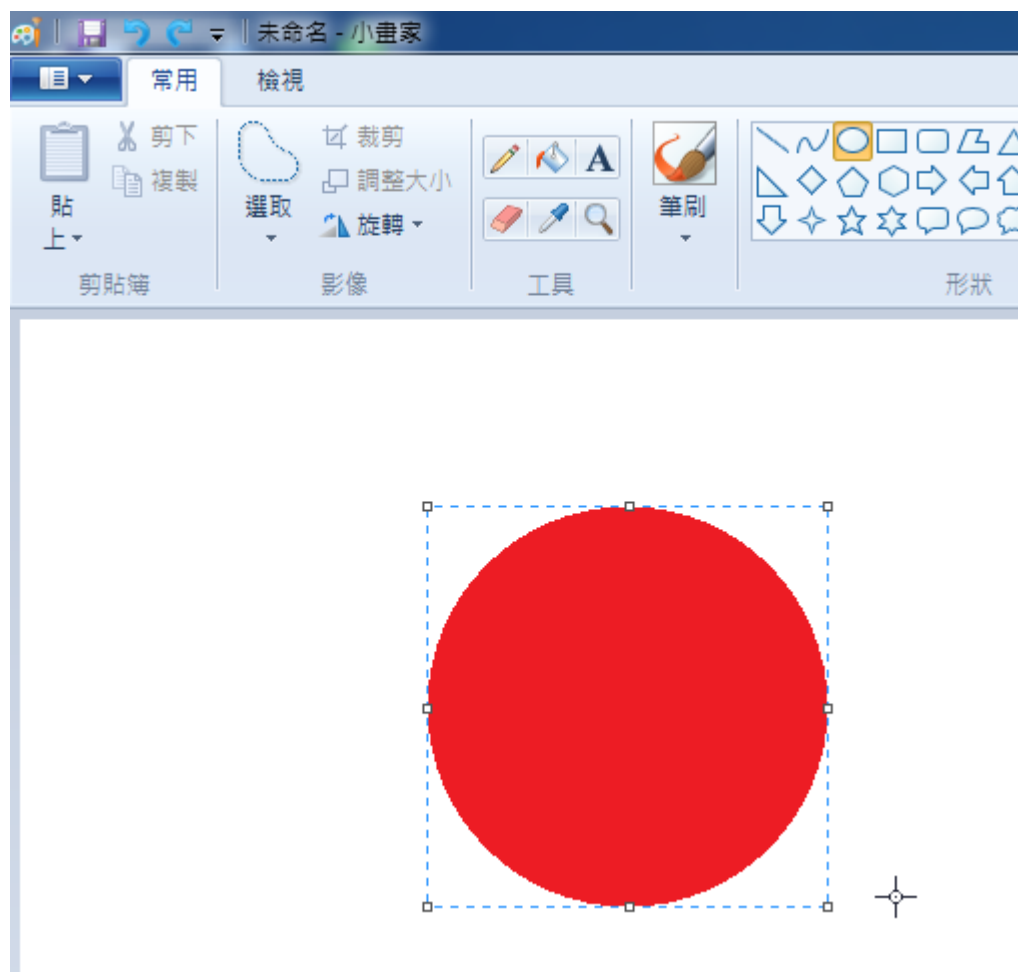 未命名 - 小畫家
常用 檢視
剪下
複製
貼上
剪貼簿
選取
裁剪
調整大小
旋轉
影像
A
工具
筆刷
形狀